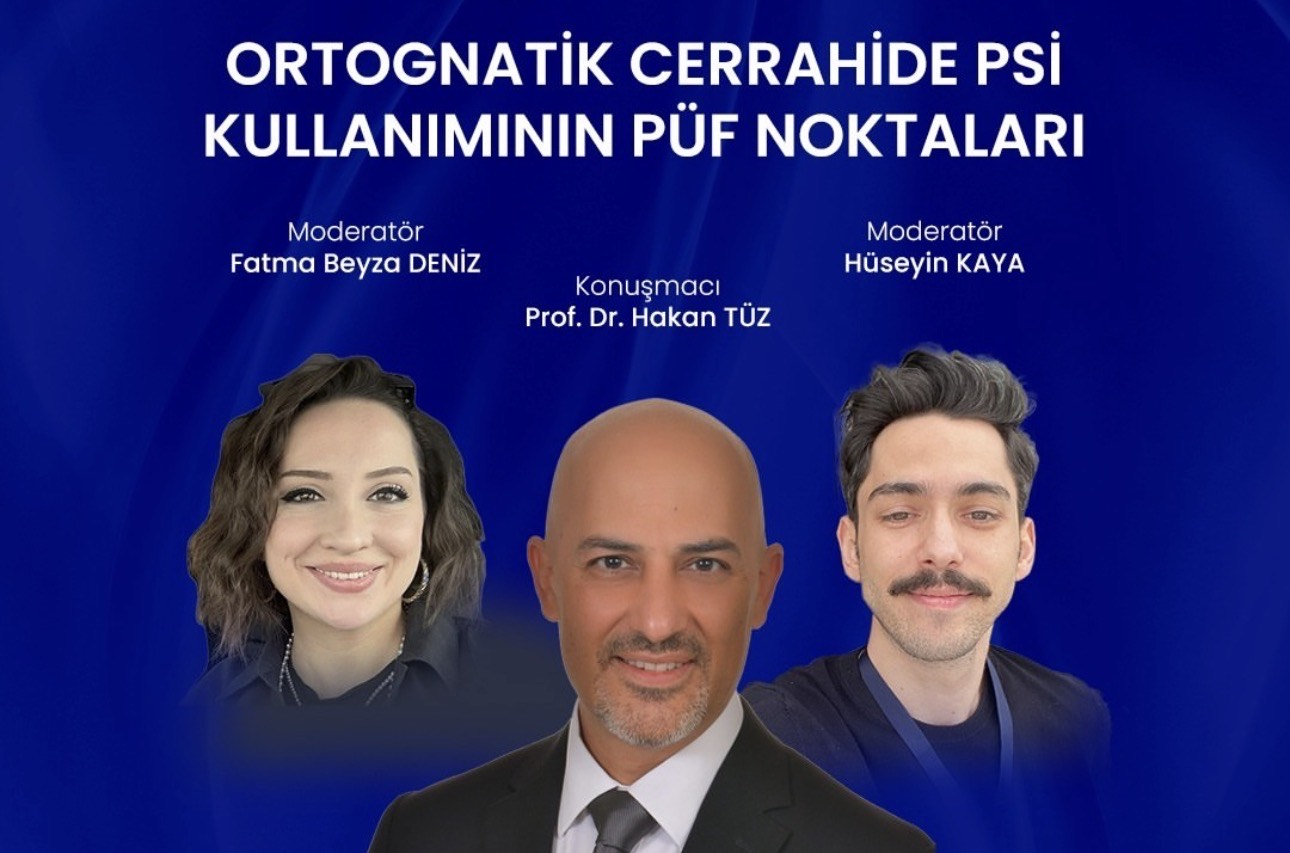 ORTOGNATİK CERRAHİDE PSİ
KULLANIMININ PÜF NOKTALARI
Moderatör
Fatma Beyza DENİZ
Konuşmacı
Prof. Dr. Hakan TÜZ
Moderatör
Hüseyin KAYA